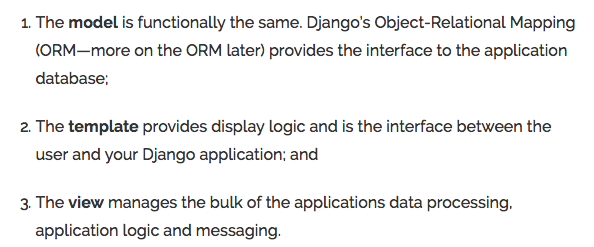 1. The model is functionally the same. Django's Object-Relational Mapping
(ORM—more on the ORM later) provides the interface to the application
database;
2. The template provides display logic and is the interface between the
user and your Django application; and
3. The view manages the bulk of the applications data processing,
application logic and messaging.